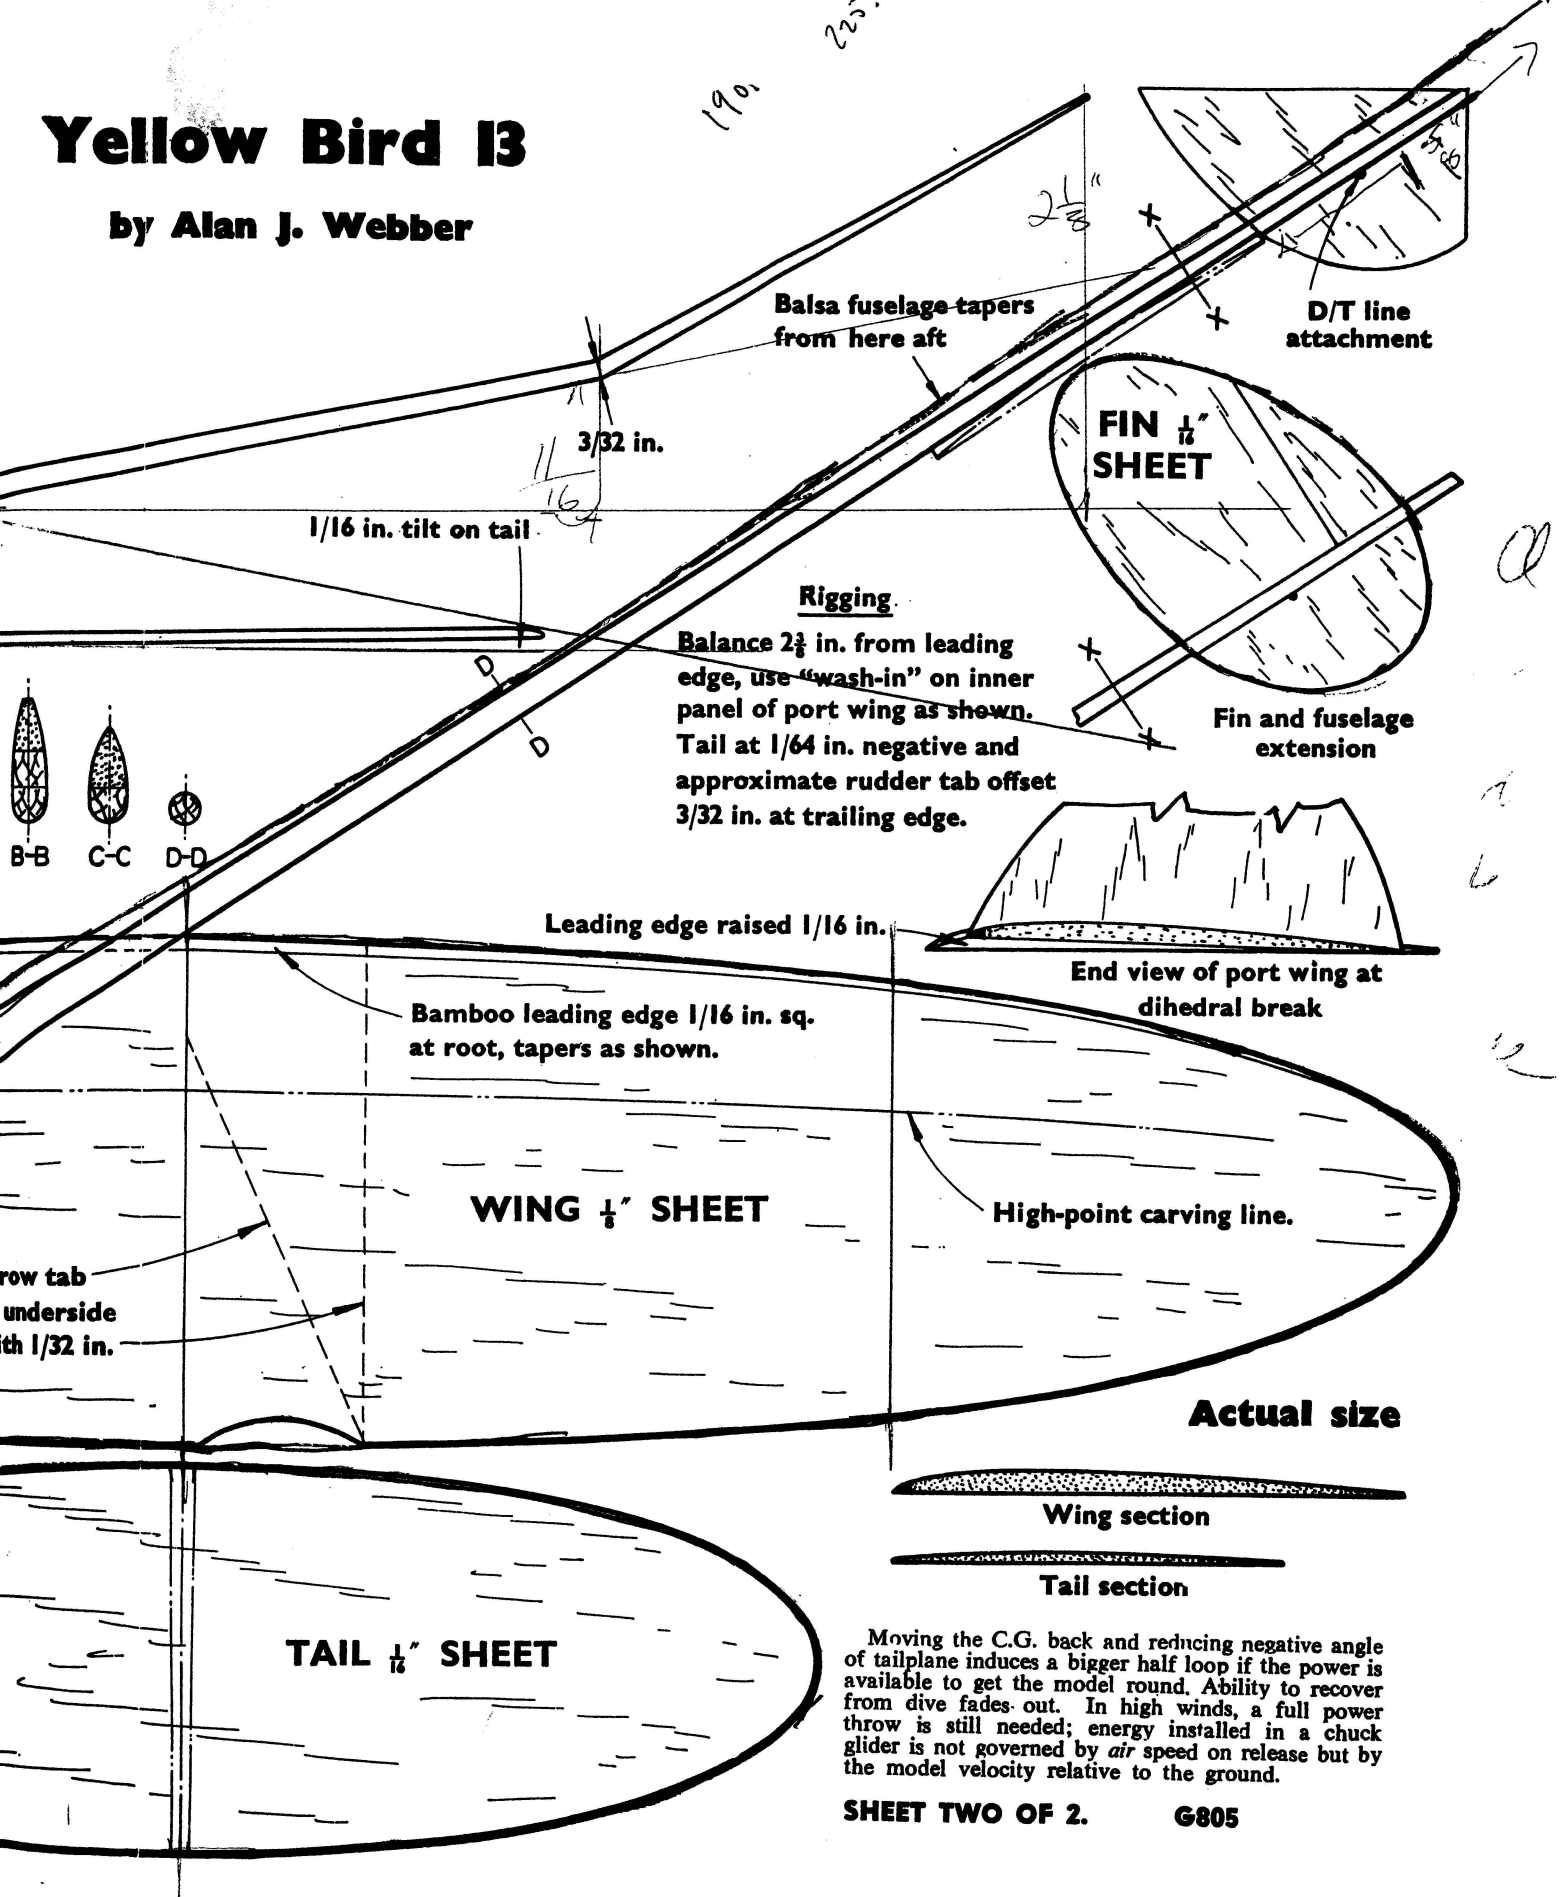 Yellow Bird 13
by Alan J. Webber
190.
225.
2 1/8"
5/8"
Balsa fuselage tapers
from here aft
D/T line
attachment
3/32 in.
11/16
1/16 in. tilt on tail
FIN 1/16"
SHEET
X
X
X
X
Fin and fuselage
extension
D
D
Rigging
Balance 2⅜ in. from leading
edge, use “wash-in” on inner
panel of port wing as shown.
Tail at 1/64 in. negative and
approximate rudder tab offset
3/32 in. at trailing edge.
B-B
C-C
D-D
Leading edge raised 1/16 in.
End view of port wing at
dihedral break
Bamboo leading edge 1/16 in. sq.
at root, tapers as shown.
WING 1/8" SHEET
High-point carving line.
row tab
underside
ith 1/32 in.
Actual size
Wing section
Tail section
TAIL 1/16" SHEET
Moving the C.G. back and reducing negative angle
of tailplane induces a bigger half loop if the power is
available to get the model round. Ability to recover
from dive fades out. In high winds, a full power
throw is still needed; energy installed in a chuck
glider is not governed by air speed on release but by
the model velocity relative to the ground.
SHEET TWO OF 2.
G805